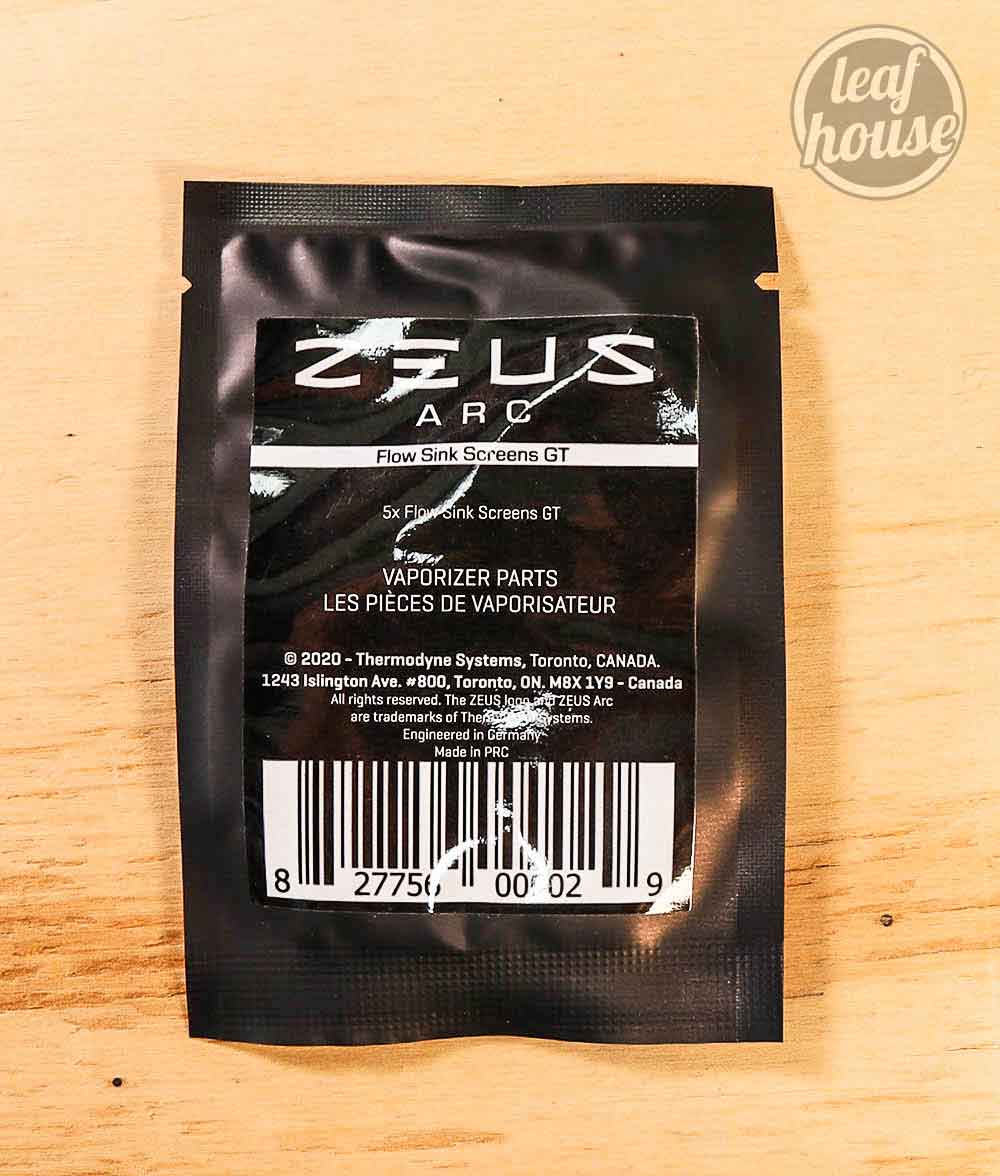 leaf
house
ZEUS
ARC
Flow Sink Screens GT
5x Flow Sink Screens GT
VAPORIZER PARTS
LES PIÈCES DE VAPORISATEUR
© 2020 - Thermodyne Systems, Toronto, CANADA.
1243 Islington Ave. #800, Toronto, ON. M8X 1Y9 - Canada
All rights reserved. The ZEUS logo and ZEUS Arc
are trademarks of Systems.
Engineered in Germany
Made in PRC
8 27756 9